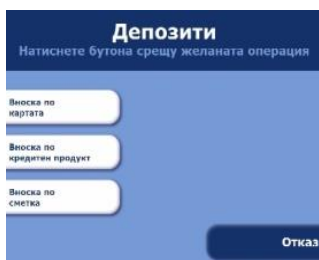 Депозити
Натиснете бутона срещу желаната операция
Вноска по
картата
Вноска по
кредитен продукт
Вноска по
сметка
Отказ